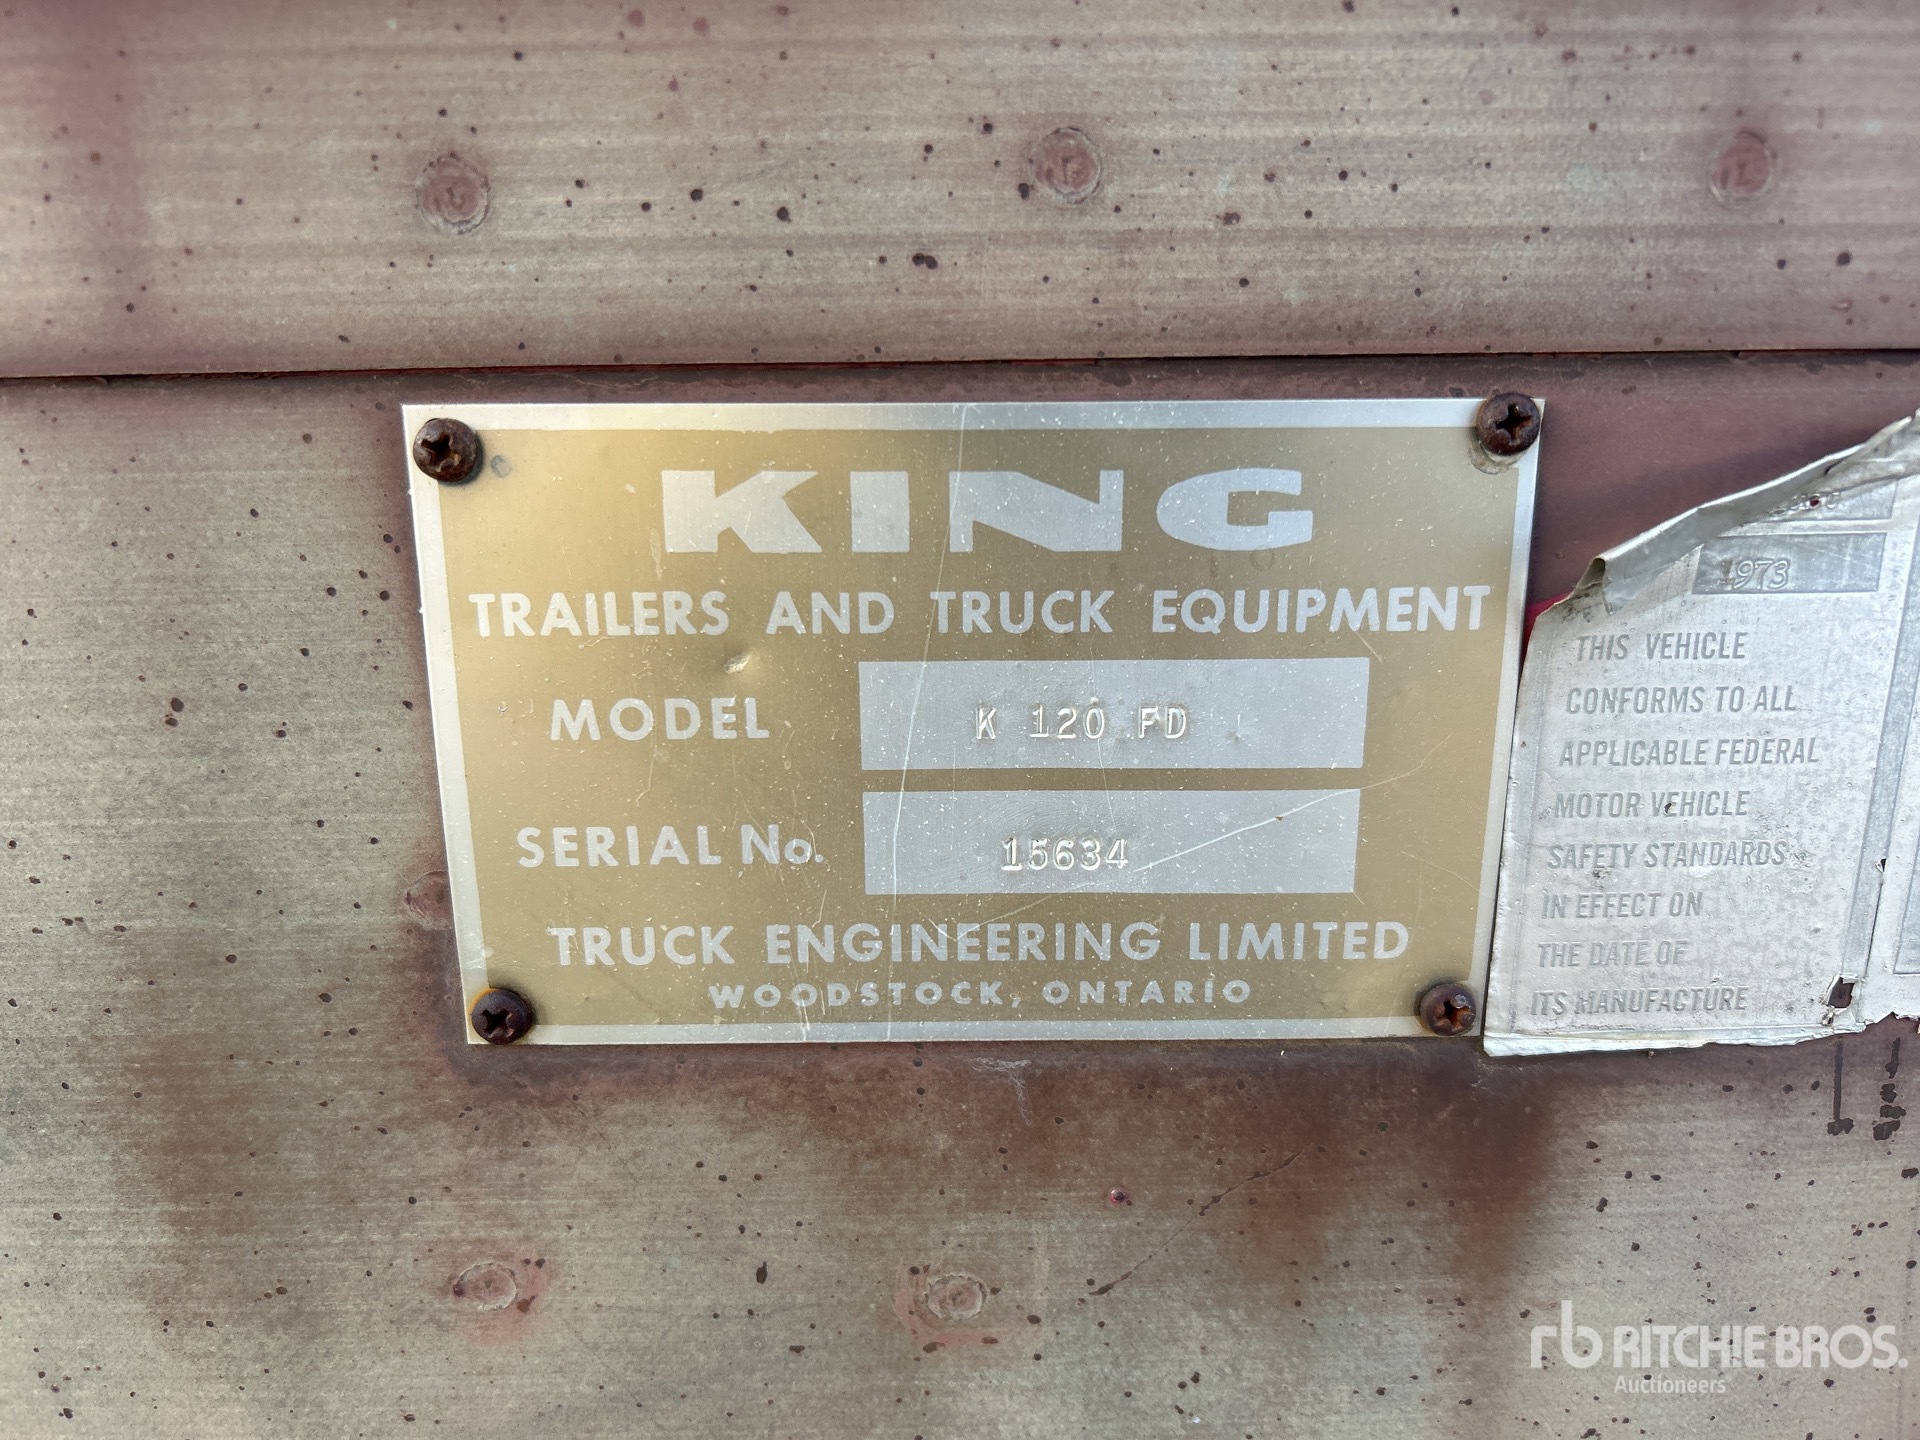 KING
TRAILERS AND TRUCK EQUIPMENT
MODEL K 120 FD
SERIAL No. 15634
TRUCK ENGINEERING LIMITED
WOODSTOCK, ONTARIO
1973
THIS VEHICLE
CONFORMS TO ALL
APPLICABLE FEDERAL
MOTOR VEHICLE
SAFETY STANDARDS
IN EFFECT ON
THE DATE OF
ITS MANUFACTURE
rb RITCHIE BROS.
Auctioneers